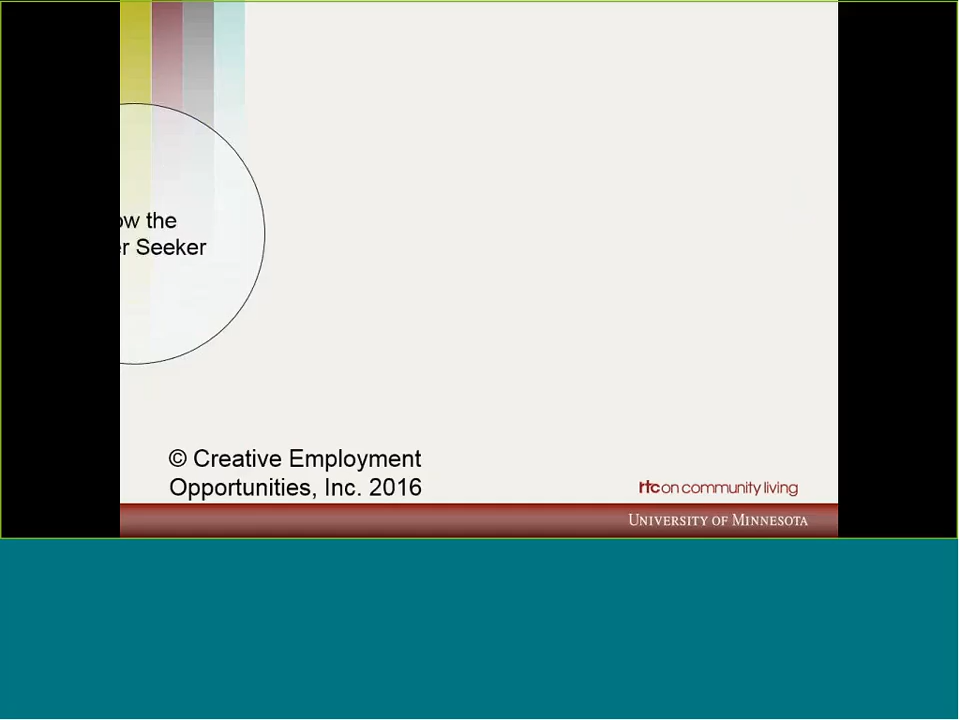 ow the
er Seeker
© Creative Employment
Opportunities, Inc. 2016
rtc on community living
UNIVERSITY OF MINNESOTA